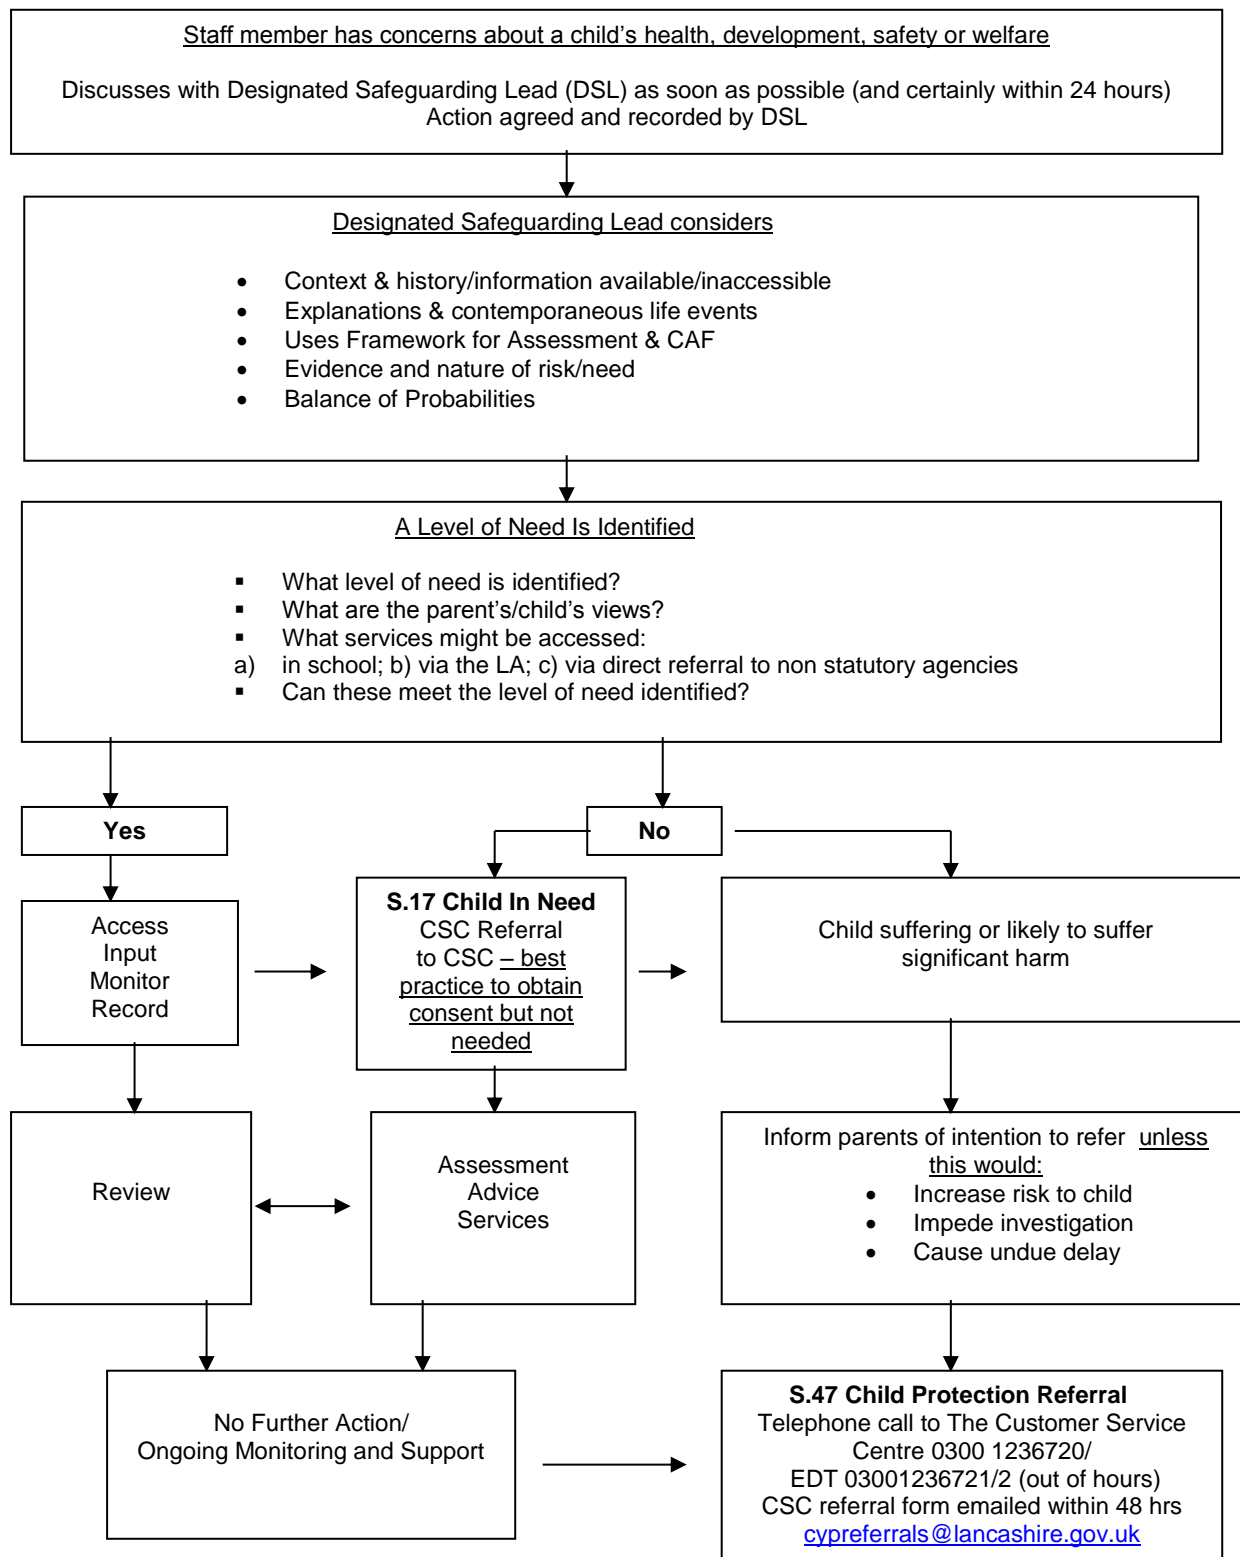 Staff member has concerns about a child’s health, development, safety or welfare
Discusses with Designated Safeguarding Lead (DSL) as soon as possible (and certainly within 24 hours)
Action agreed and recorded by DSL
Designated Safeguarding Lead considers
• Context & history/information available/inaccessible
• Explanations & contemporaneous life events
• Uses Framework for Assessment & CAF
• Evidence and nature of risk/need
• Balance of Probabilities
A Level of Need Is Identified
▪ What level of need is identified?
▪ What are the parent’s/child’s views?
▪ What services might be accessed:
a) in school; b) via the LA; c) via direct referral to non statutory agencies
▪ Can these meet the level of need identified?
Yes
No
Access
Input
Monitor
Record
S.17 Child In Need
CSC Referral
to CSC – best
practice to obtain
consent but not
needed
Child suffering or likely to suffer
significant harm
Review
Assessment
Advice
Services
Inform parents of intention to refer unless
this would:
• Increase risk to child
• Impede investigation
• Cause undue delay
No Further Action/
Ongoing Monitoring and Support
S.47 Child Protection Referral
Telephone call to The Customer Service
Centre 0300 1236720/
EDT 03001236721/2 (out of hours)
CSC referral form emailed within 48 hrs
cypreferrals@lancashire.gov.uk